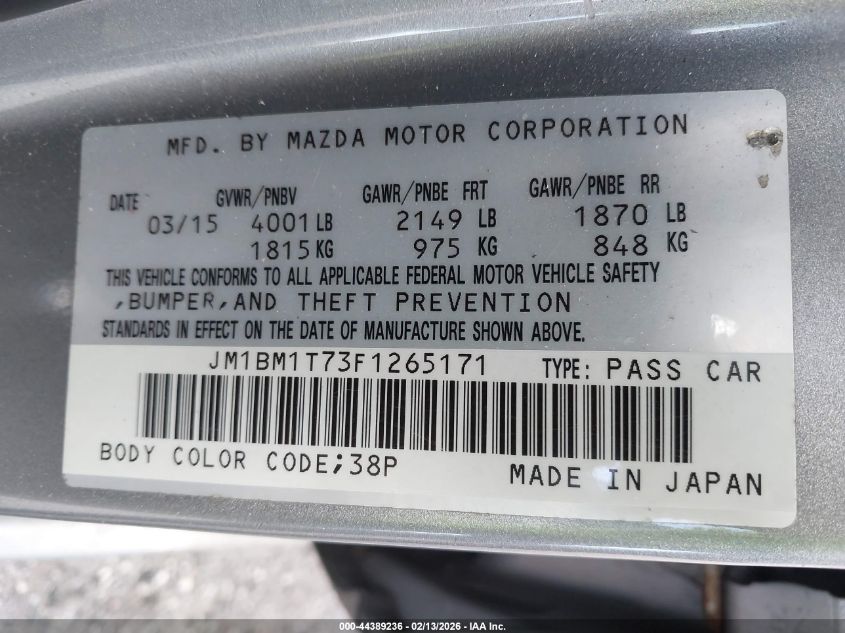 MFD. BY MAZDA MOTOR CORPORATION
DATE GVWR/PNBV GAWR/PNBE FRT GAWR/PNBE RR
03/15 4001 LB 2149 LB 1870 LB
1815 KG 975 KG 848 KG
THIS VEHICLE CONFORMS TO ALL APPLICABLE FEDERAL MOTOR VEHICLE SAFETY
,BUMPER,AND THEFT PREVENTION
STANDARDS IN EFFECT ON THE DATE OF MANUFACTURE SHOWN ABOVE.
JM1BM1T73F1265171 TYPE: PASS CAR
BODY COLOR CODE;38P
MADE IN JAPAN
000-44389236 - 02/13/2026 - IAA Inc.